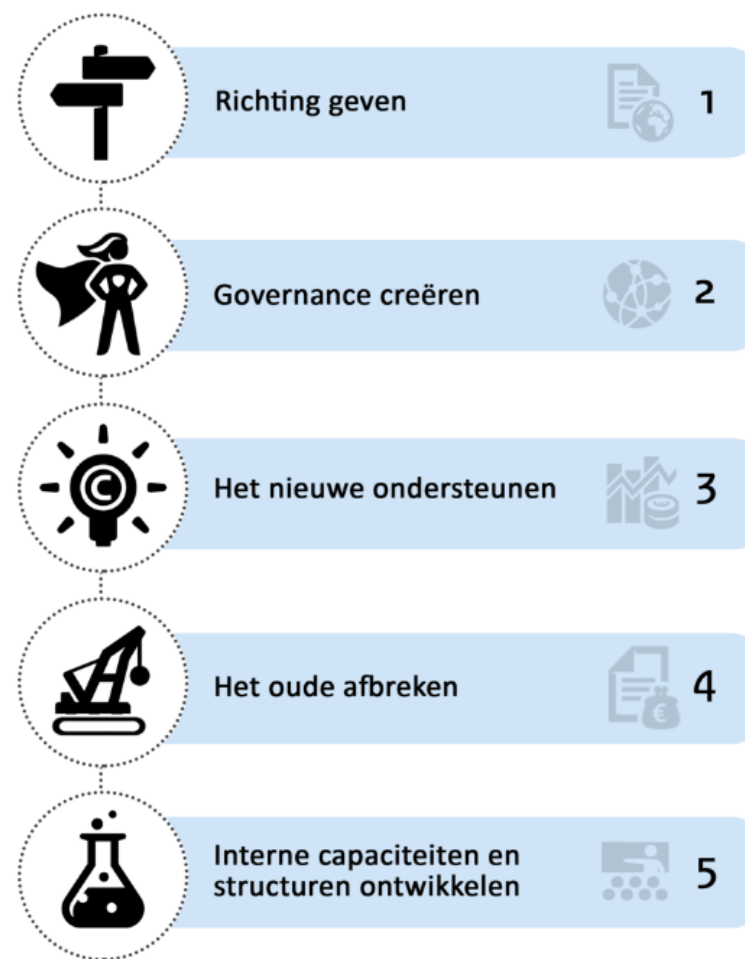 Richting geven
1
Governance creëren
2
Het nieuwe ondersteunen
3
Het oude afbreken
4
Interne capaciteiten en
structuren ontwikkelen
5